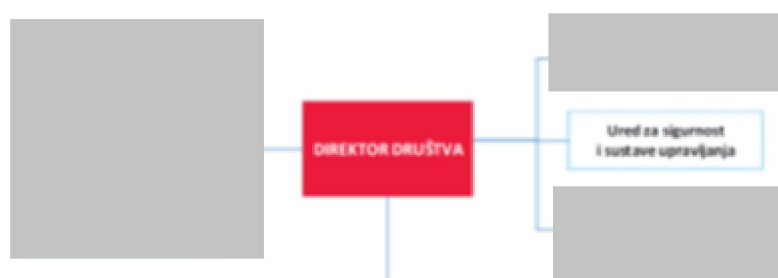 DIREKTOR DRUŠTVA
Ured za sigurnost
i sustave upravljanja